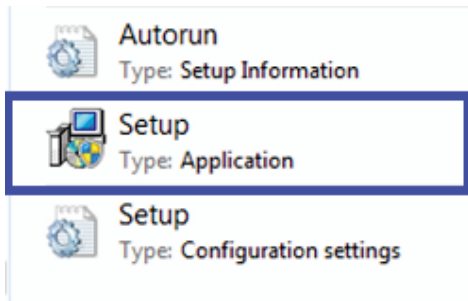 Autorun
Type: Setup Information
Setup
Type: Application
Setup
Type: Configuration settings